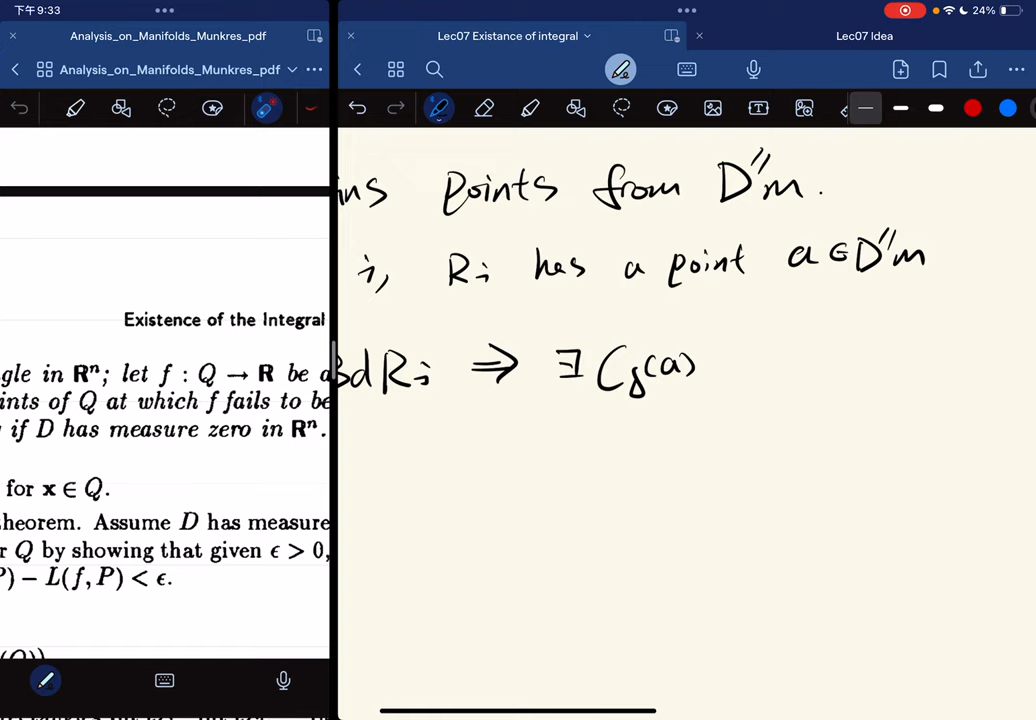 下午9:33
24%
Analysis_on_Manifolds_Munkres_pdf
Lec07 Existance of integral
Lec07 Idea
Analysis_on_Manifolds_Munkres_pdf
Existence of the Integral
gle in Rⁿ; let f : Q → R be a
ints of Q at which f fails to be
if D has measure zero in Rⁿ.
for x ∈ Q.
heorem. Assume D has measure
r Q by showing that given ϵ > 0,
P) − L(f, P) < ϵ.
(Q))
ins points from D''m.
i, Ri has a point a ∈ D''m
Bd Ri ⇒ ∃ Cδ(a)